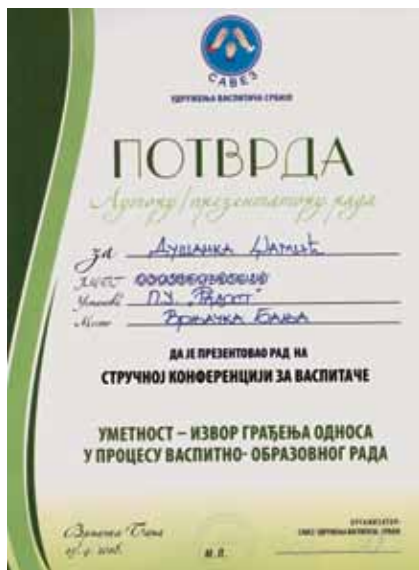 САВЕЗ
УДРУЖЕЊА ВАСПИТАЧА СРБИЈЕ
ПОТВРДА
Аутору/презентатору рада
за Душанка
ЈМБГ
Установа П.У. „Радост"
Место Врњачка Бања
ДА ЈЕ ПРЕЗЕНТОВАО РАД НА
СТРУЧНОЈ КОНФЕРЕНЦИЈИ ЗА ВАСПИТАЧЕ
УМЕТНОСТ – ИЗВОР ГРАЂЕЊА ОДНОСА
У ПРОЦЕСУ ВАСПИТНО- ОБРАЗОВНОГ РАДА
Врњачка Бања
ОРГАНИЗАТОР:
САВЕЗ УДРУЖЕЊА ВАСПИТАЧА СРБИЈЕ
М.П.